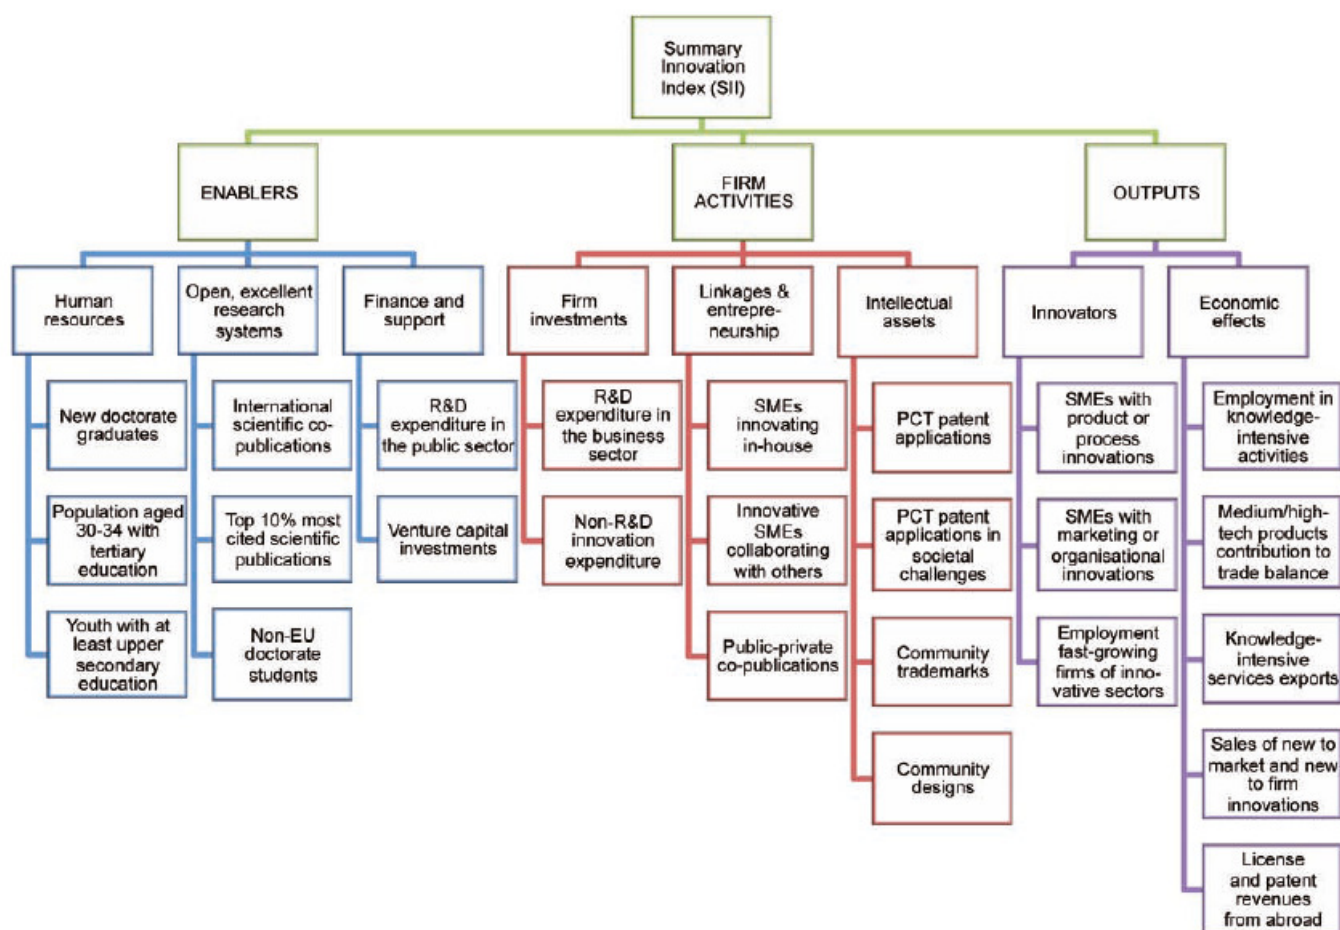 Summary
Innovation
Index (SII)
ENABLERS
FIRM
ACTIVITIES
OUTPUTS
Human
resources
Open, excellent
research
systems
Finance and
support
Firm
investments
Linkages &
entrepre-
neurship
Intellectual
assets
Innovators
Economic
effects
New doctorate
graduates
International
scientific co-
publications
R&D
expenditure in
the public sector
R&D
expenditure in
the business
sector
SMEs
innovating
in-house
PCT patent
applications
SMEs with
product or
process
innovations
Employment in
knowledge-
intensive
activities
Population aged
30-34 with
tertiary
education
Top 10% most
cited scientific
publications
Venture capital
investments
Non-R&D
innovation
expenditure
Innovative
SMEs
collaborating
with others
PCT patent
applications in
societal
challenges
SMEs with
marketing or
organisational
innovations
Medium/high-
tech products
contribution to
trade balance
Youth with at
least upper
secondary
education
Non-EU
doctorate
students
Public-private
co-publications
Community
trademarks
Employment
fast-growing
firms of inno-
vative sectors
Knowledge-
intensive
services exports
Community
designs
Sales of new to
market and new
to firm
innovations
License
and patent
revenues
from abroad